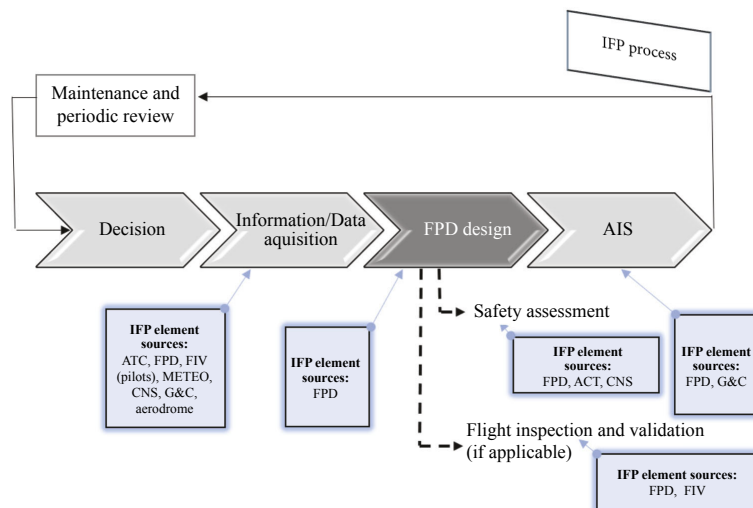 IFP process
Maintenance and
periodic review
Decision
Information/Data
aquisition
FPD design
AIS
IFP element
sources:
ATC, FPD, FIV
(pilots), METEO,
CNS, G&C,
aerodrome
IFP element
sources:
FPD
Safety assessment
IFP element
sources:
FPD, ACT, CNS
IFP element
sources:
FPD, G&C
Flight inspection and validation
(if applicable)
IFP element sources:
FPD, FIV